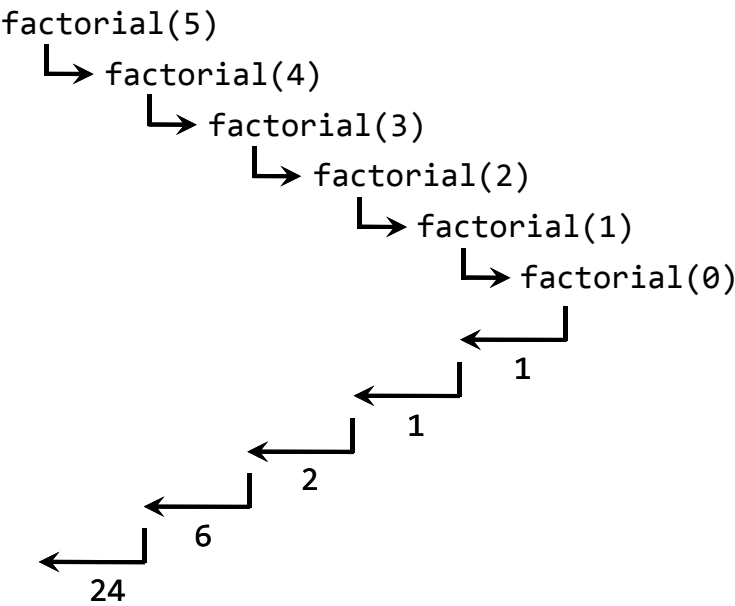 factorial(5)
factorial(4)
factorial(3)
factorial(2)
factorial(1)
factorial(0)
1
1
2
6
24